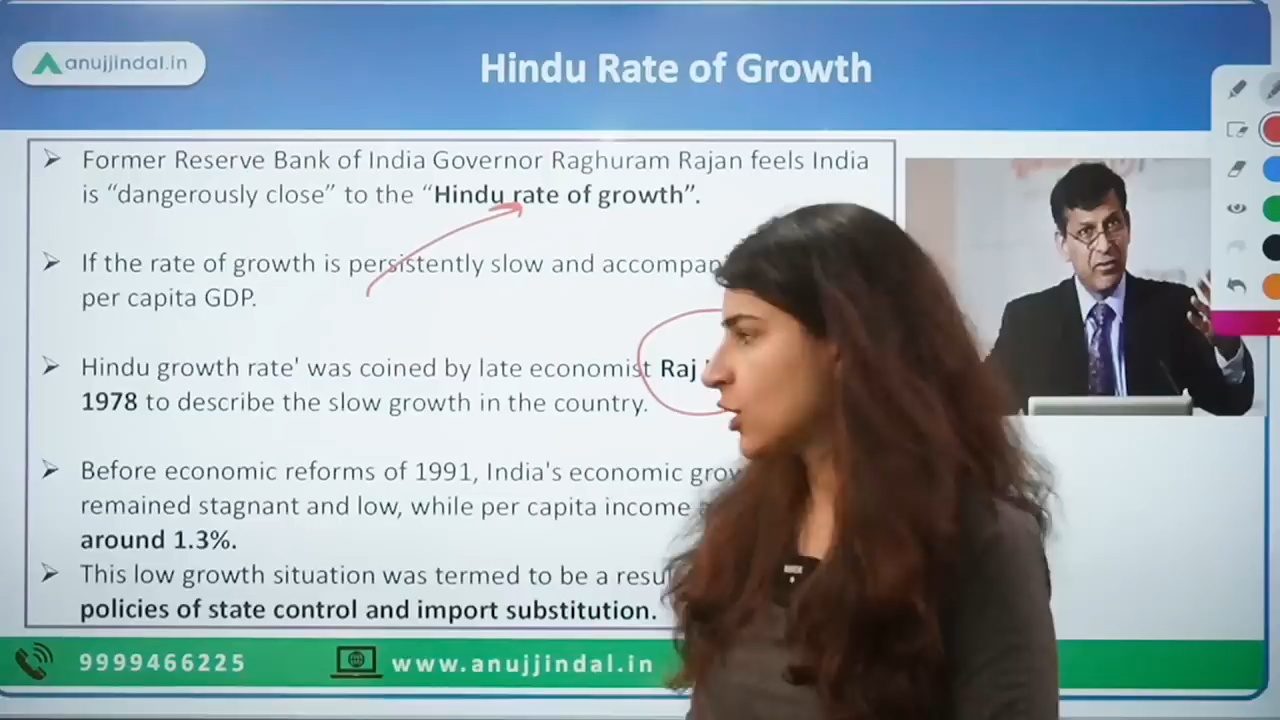 anujjindal.in
Hindu Rate of Growth
➢ Former Reserve Bank of India Governor Raghuram Rajan feels India
is “dangerously close” to the “Hindu rate of growth”.
➢ If the rate of growth is persistently slow and
per capita GDP.
➢ Hindu growth rate' was coined by late economist Raj
1978 to describe the slow growth in the country.
➢ Before economic reforms of 1991, India's economic
remained stagnant and low, while per capita income
around 1.3%.
➢ This low growth situation was termed to be a
policies of state control and import substitution.
9999466225 www.anujjindal.in